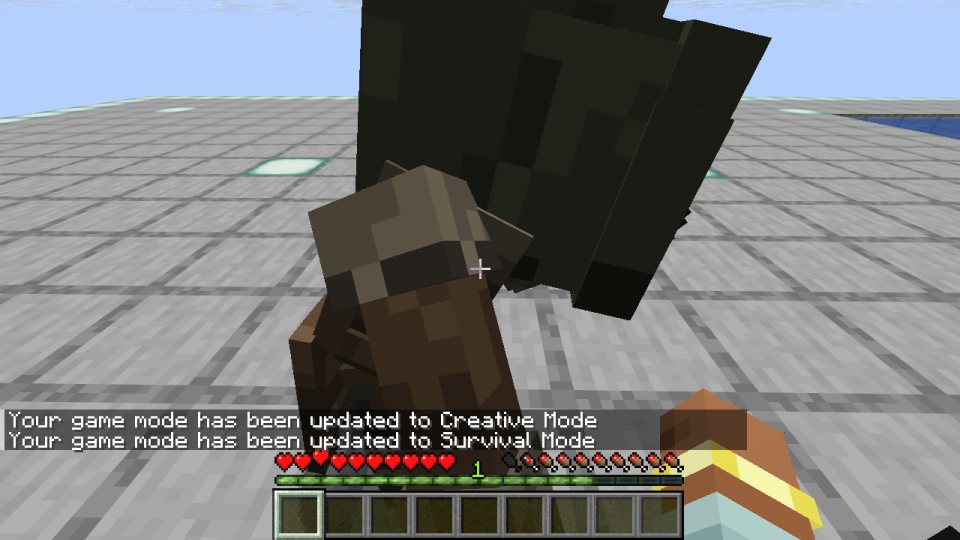 Your game mode has been updated to Creative Mode
Your game mode has been updated to Survival Mode
1